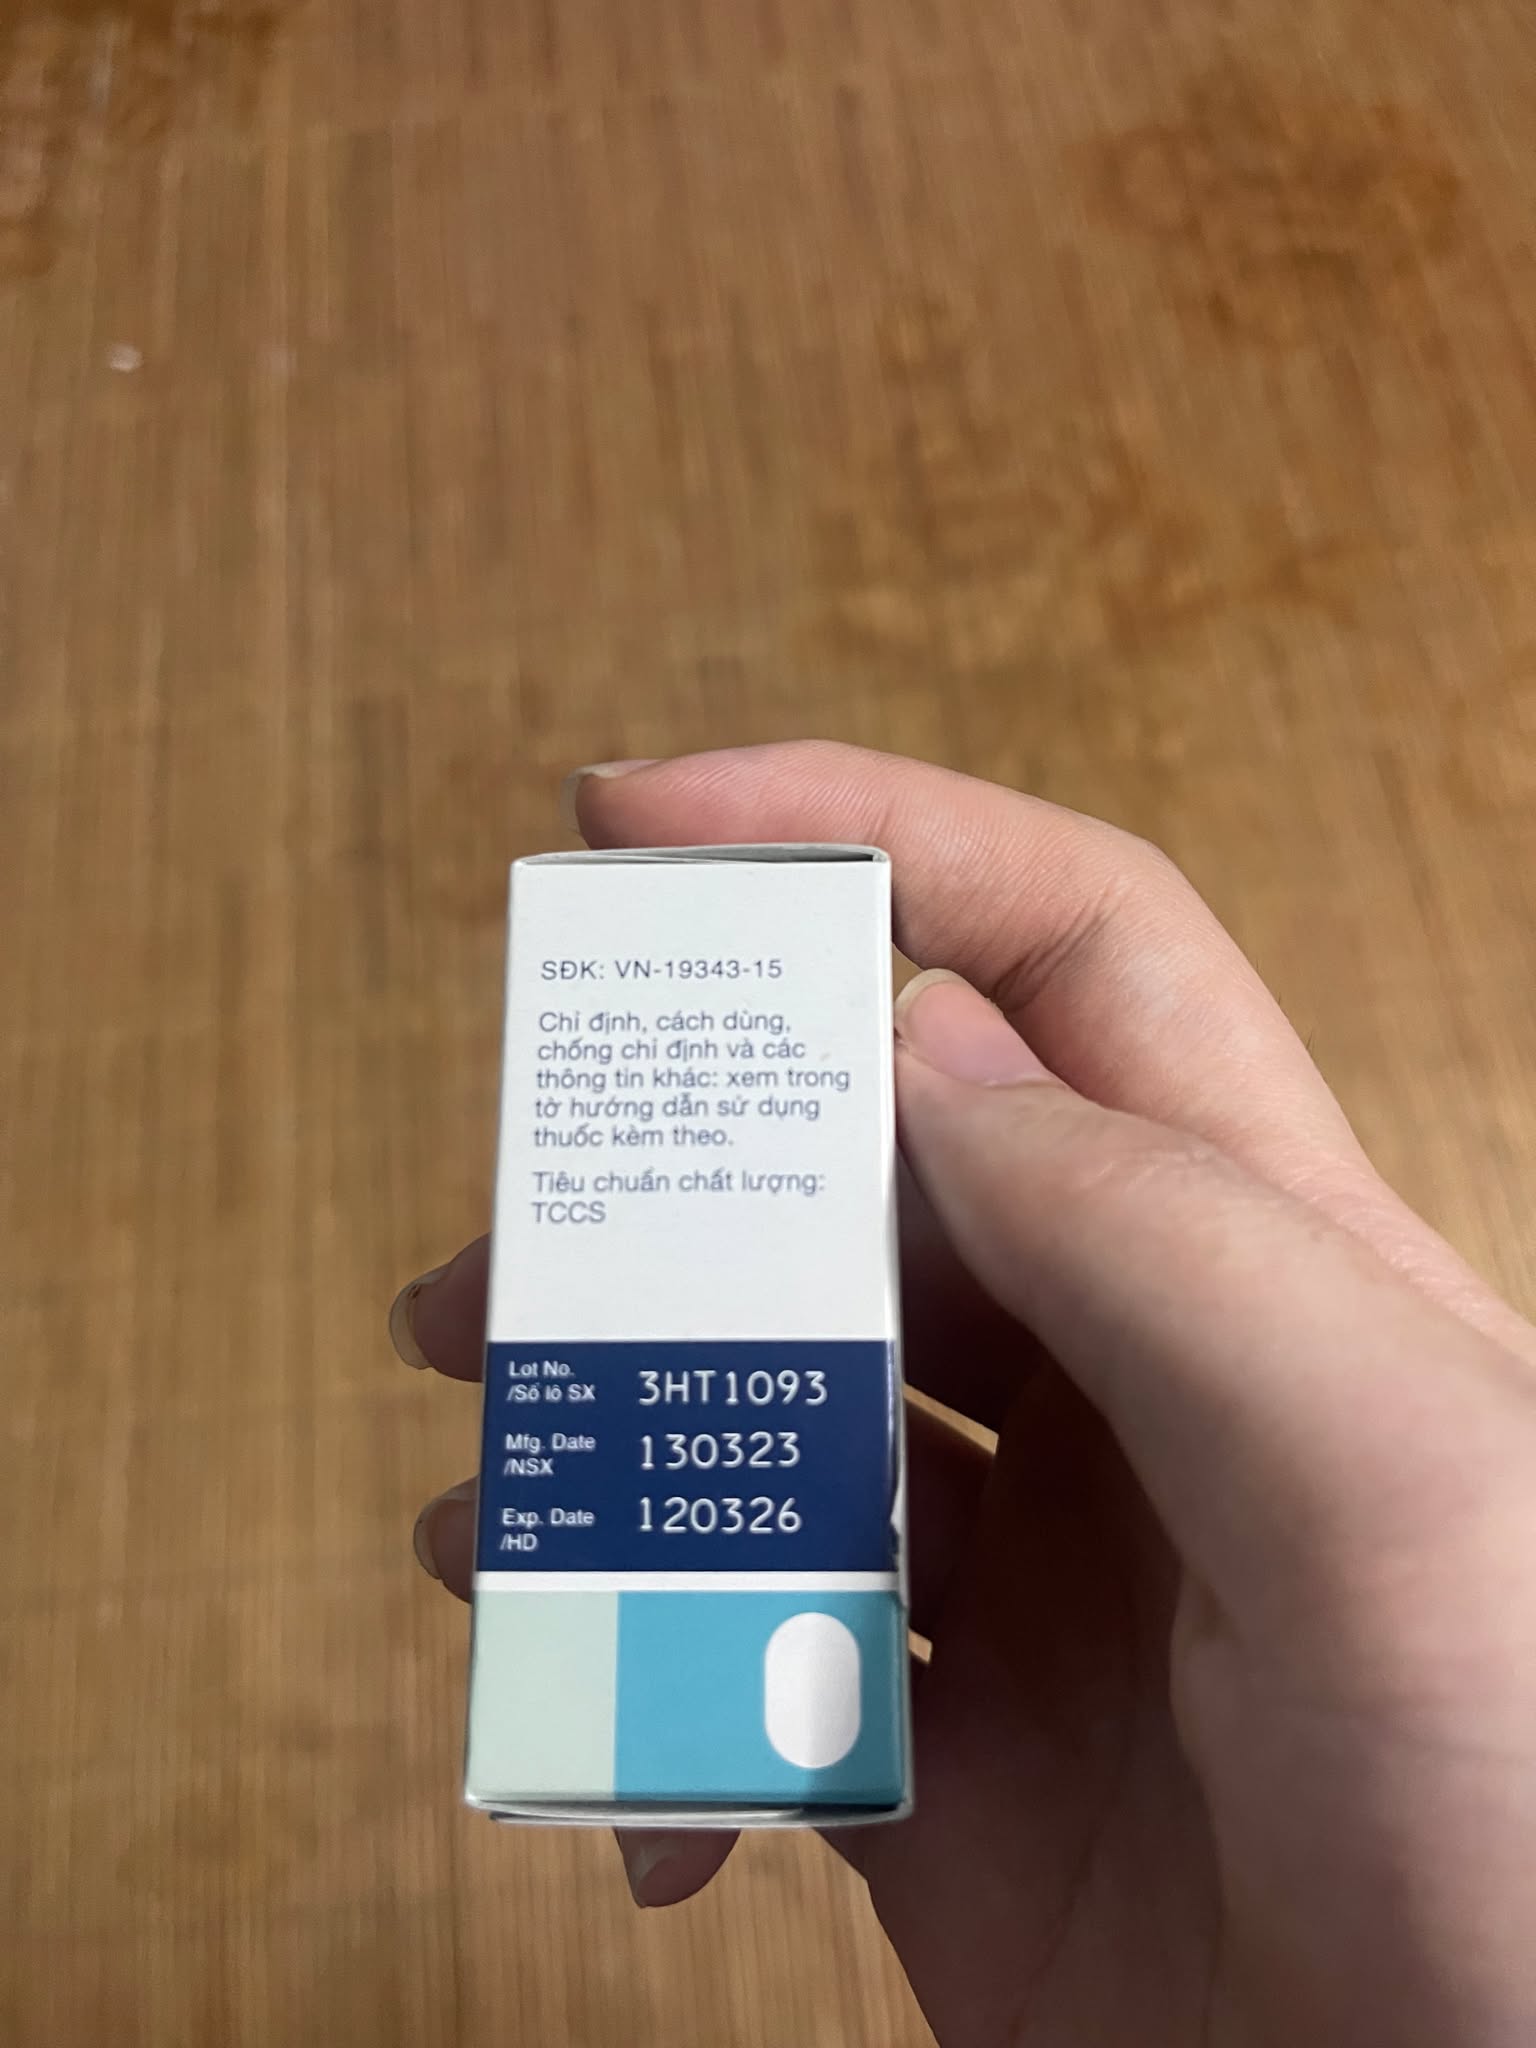 SĐK: VN-19343-15
Chỉ định, cách dùng,
chống chỉ định và các
thông tin khác: xem trong
tờ hướng dẫn sử dụng
thuốc kèm theo.
Tiêu chuẩn chất lượng:
TCCS
Lot No.
/Số lô SX 3HT1093
Mfg. Date
/NSX 130323
Exp. Date
/HD 120326